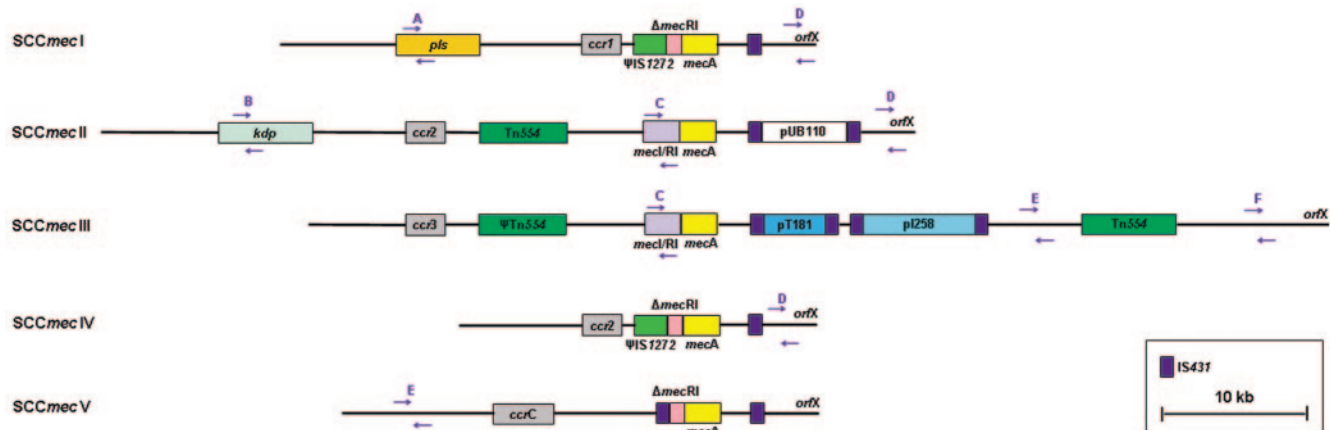 A
ΔmecRI
D
SCCmec I
pls
ccr1
orfX
ΨIS1272
mecA
B
C
D
SCCmec II
kdp
ccr2
Tn554
pUB110
orfX
mecI/RI
mecA
C
E
F
SCCmec III
ccr3
ΨTn554
pT181
pI258
Tn554
orfX
mecI/RI
mecA
ΔmecRI
D
SCCmec IV
ccr2
orfX
ΨIS1272
mecA
IS431
E
ΔmecRI
10 kb
SCCmec V
ccrC
orfX
mecA